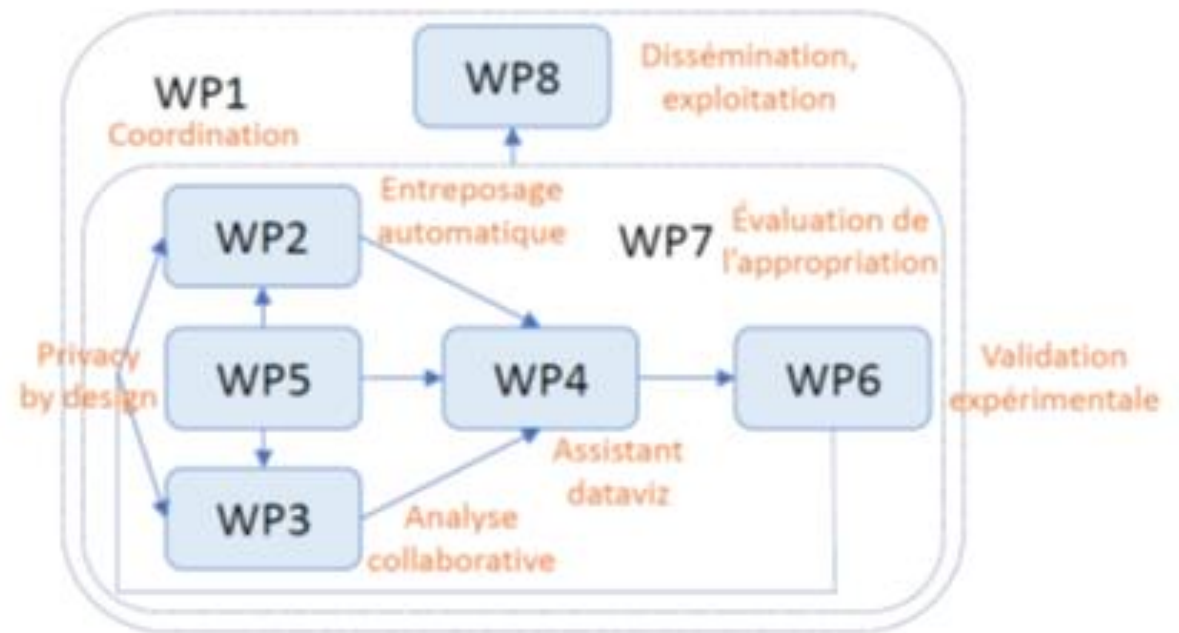 WP1
Coordination
WP8
Dissémination,
exploitation
WP2
Entreposage
automatique
WP7
Évaluation de
l'appropriation
Privacy
by design
WP5
WP4
Assistant
dataviz
WP6
Validation
expérimentale
WP3
Analyse
collaborative